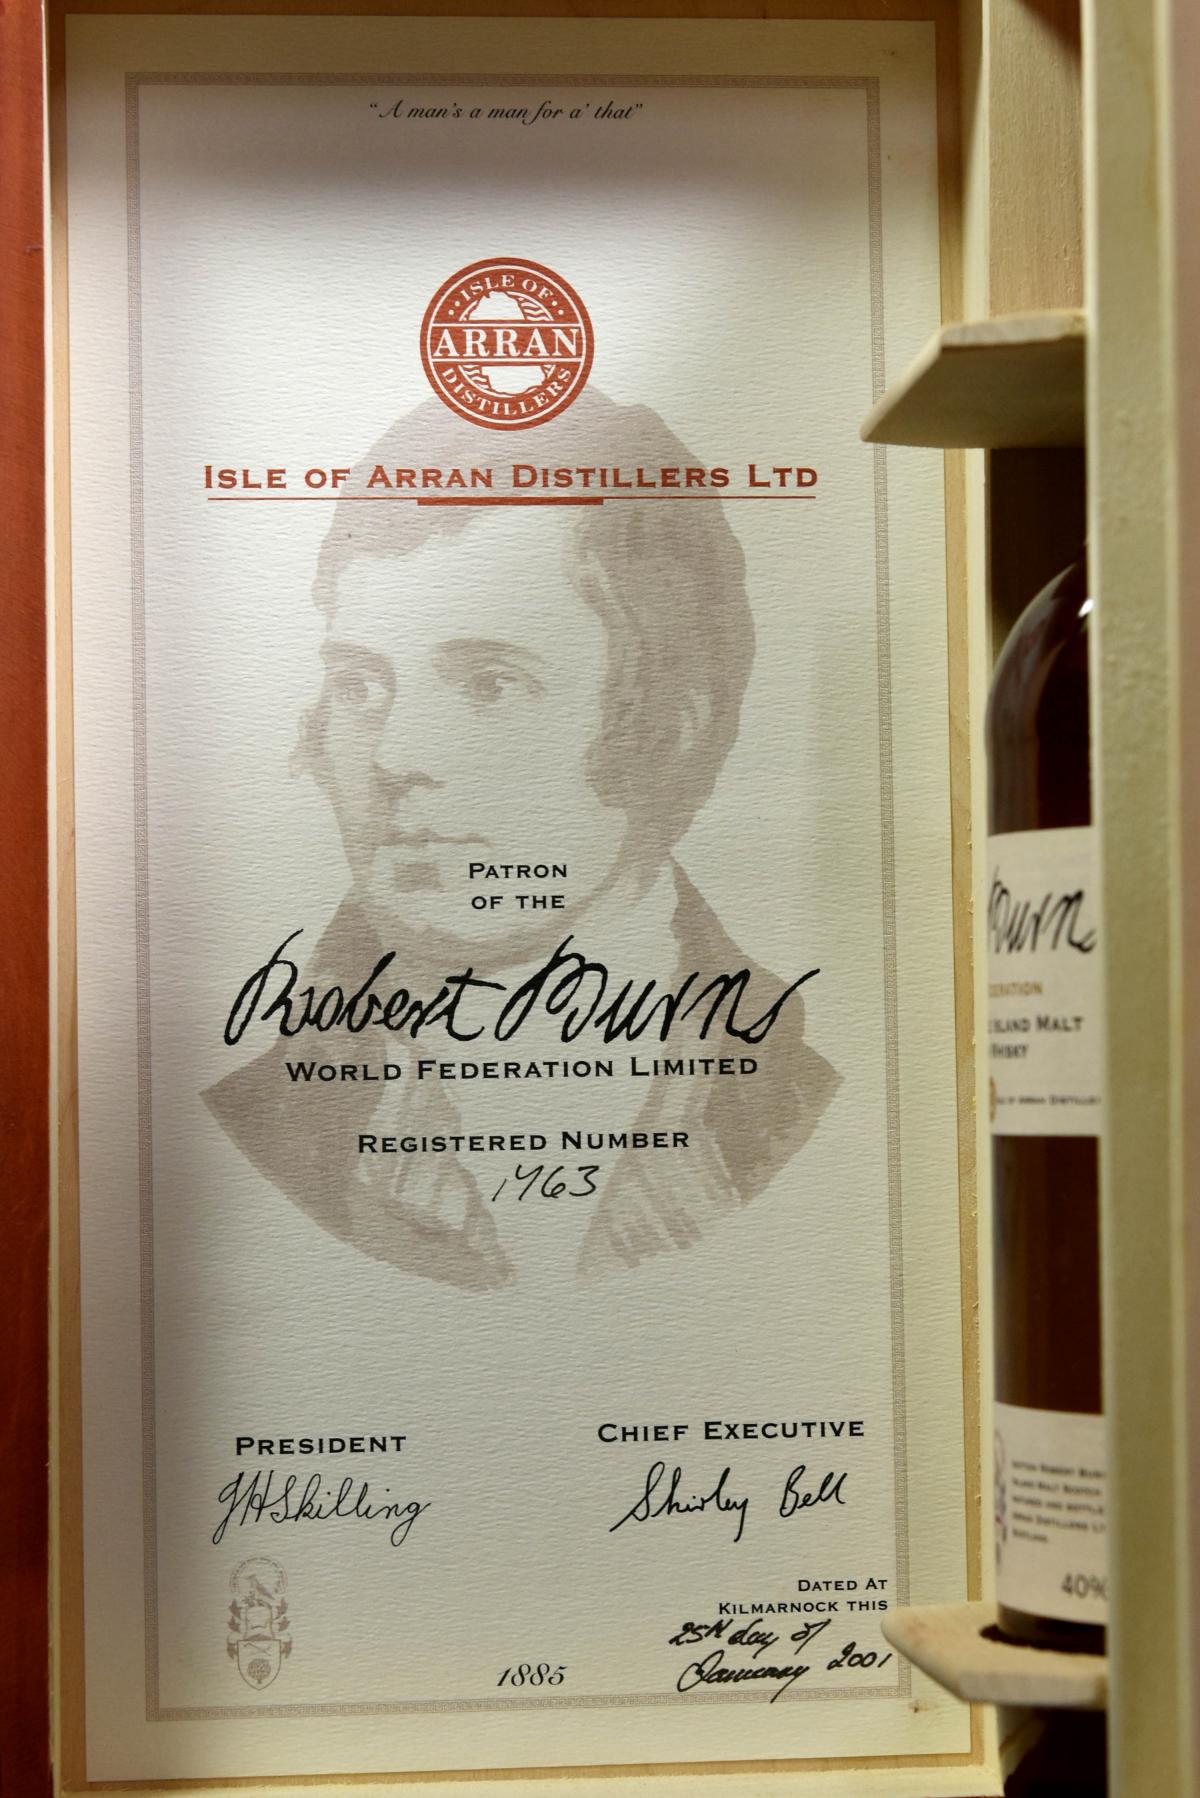 “A man's a man for a' that”
ISLE OF
ARRAN
DISTILLERS
ISLE OF ARRAN DISTILLERS LTD
PATRON
OF THE
Robert Burns
WORLD FEDERATION LIMITED
REGISTERED NUMBER
1763
PRESIDENT
JHSkilling
CHIEF EXECUTIVE
Shirley Bell
DATED AT
KILMARNOCK THIS
25th day of
January 2001
1885
Burns
ISLAND MALT
40%